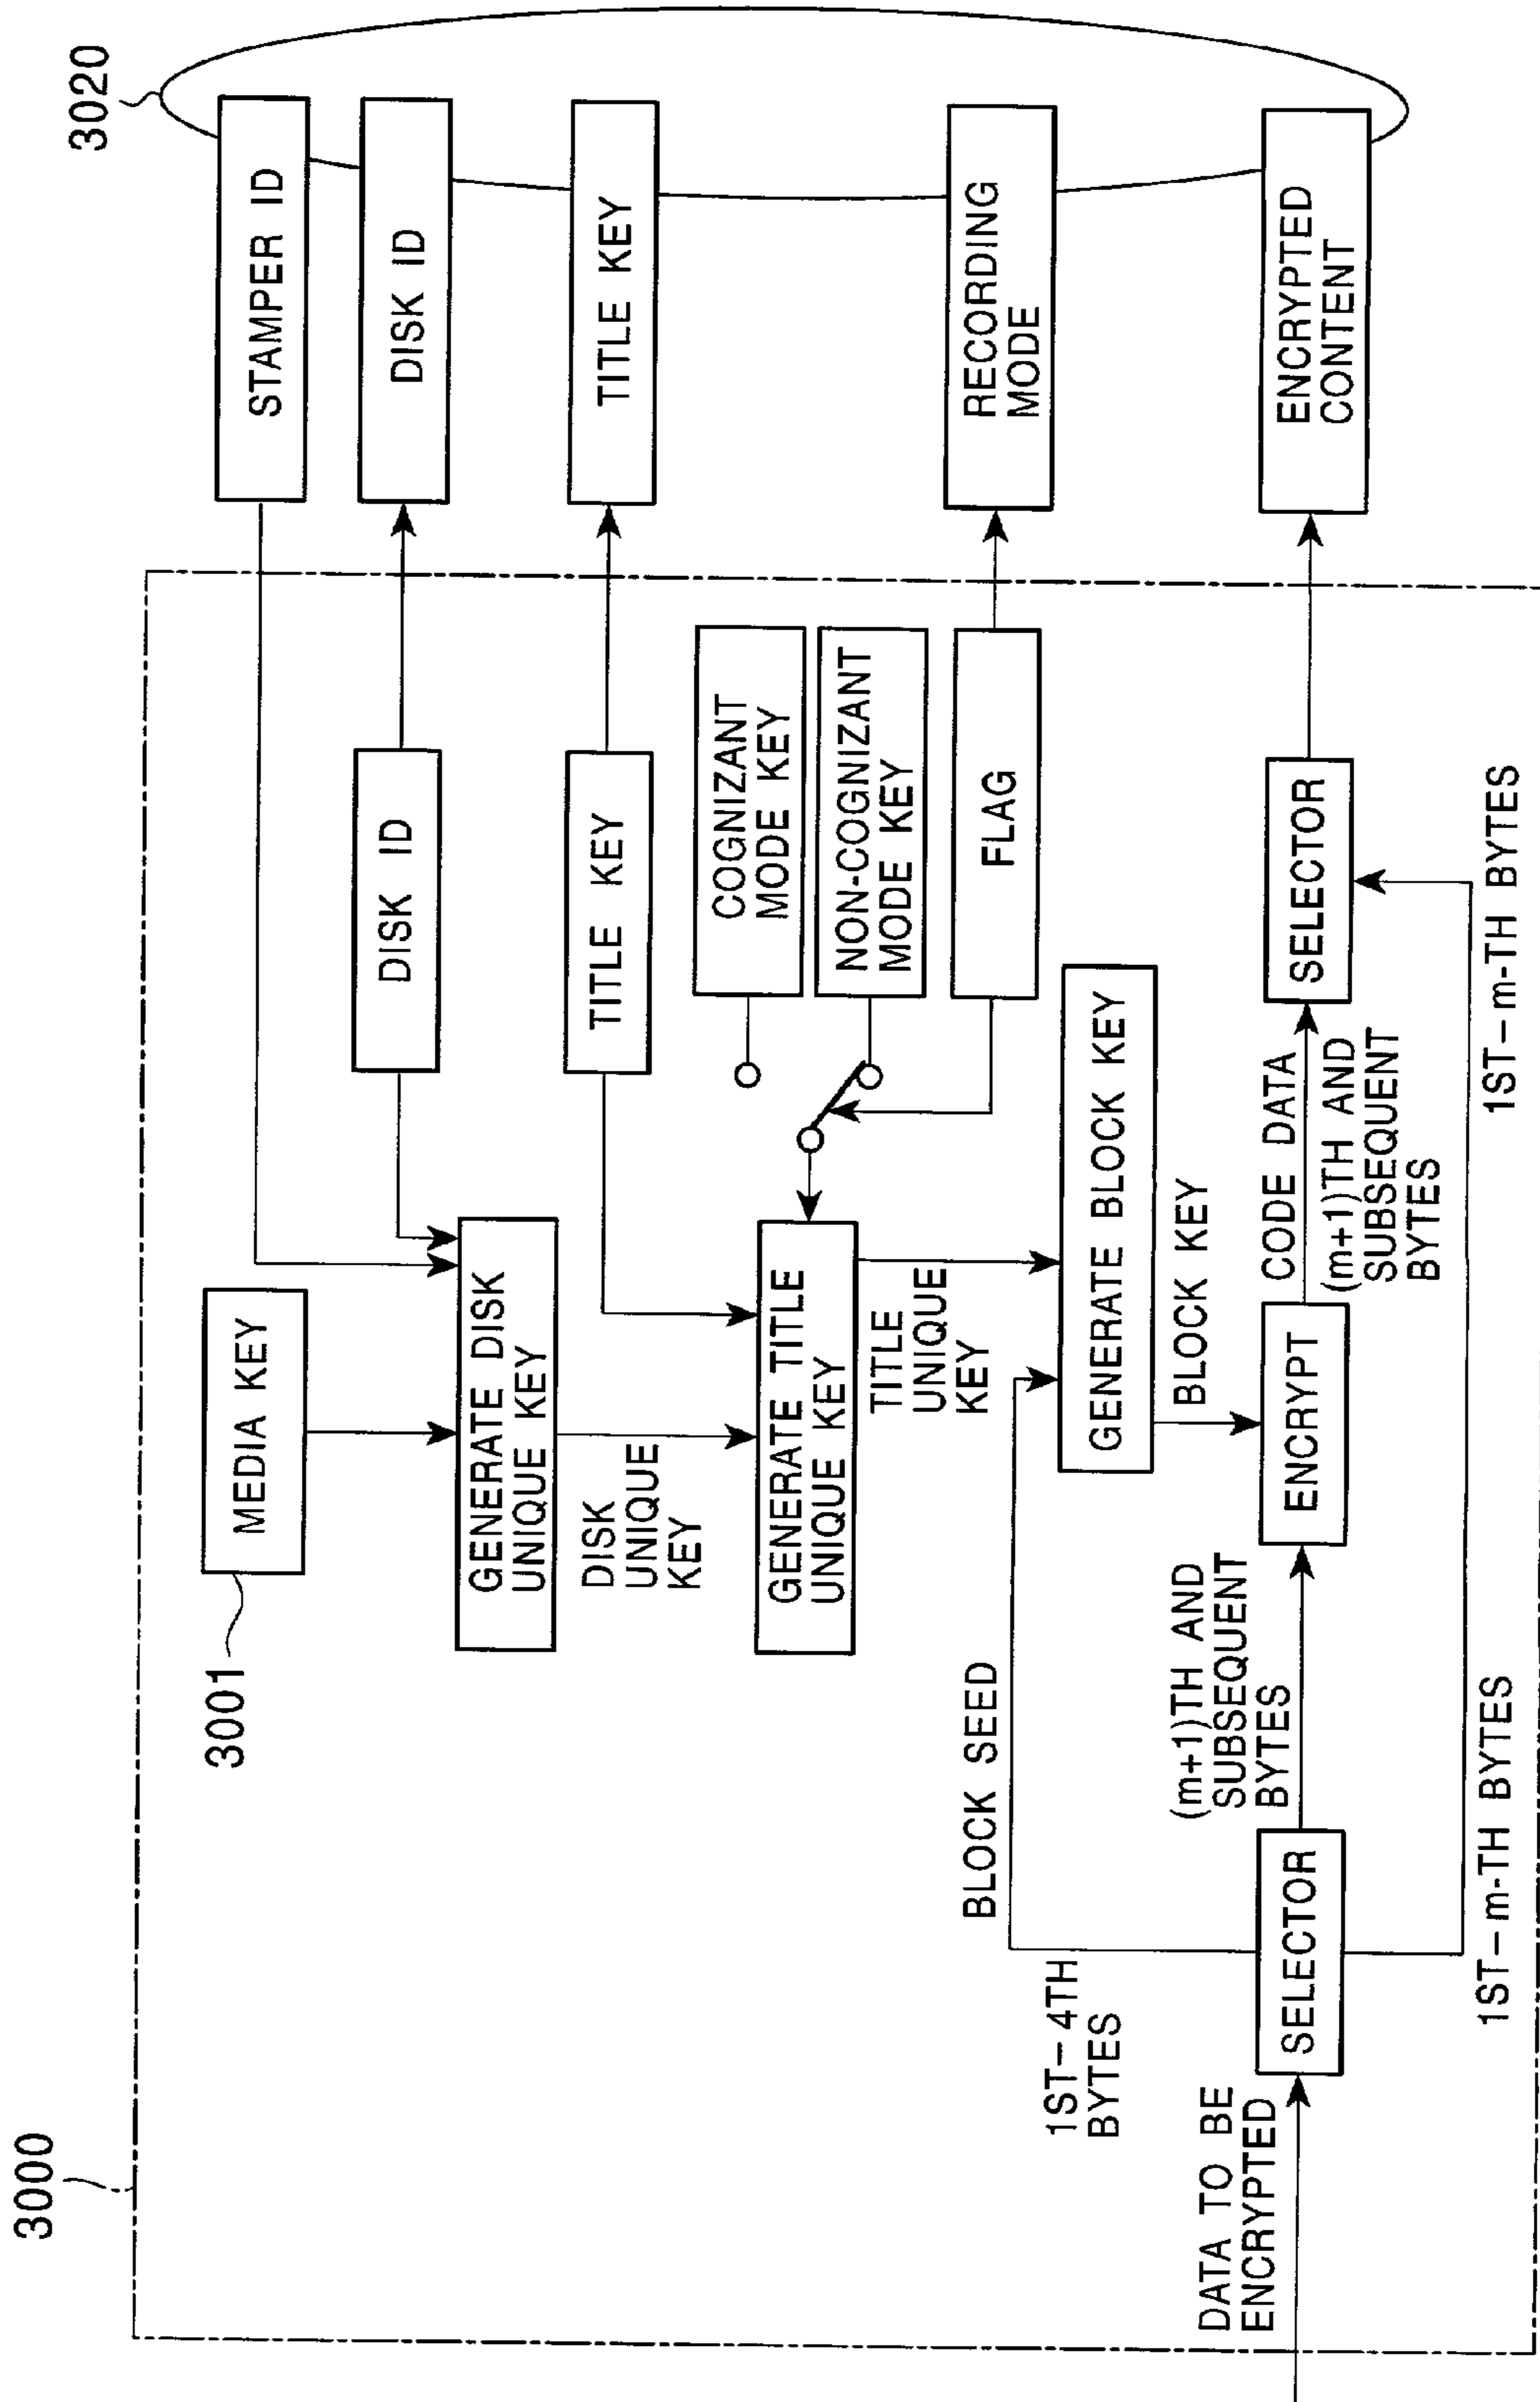 3000
3020
3001
MEDIA KEY
STAMPER ID
DISK ID
DISK ID
GENERATE DISK
UNIQUE KEY
DISK
UNIQUE
KEY
TITLE KEY
TITLE KEY
COGNIZANT
MODE KEY
NON-COGNIZANT
MODE KEY
GENERATE TITLE
UNIQUE KEY
TITLE
UNIQUE
KEY
FLAG
RECORDING
MODE
BLOCK SEED
1ST-4TH
BYTES
GENERATE BLOCK KEY
BLOCK KEY
DATA TO BE
ENCRYPTED
SELECTOR
(m+1)TH AND
SUBSEQUENT
BYTES
ENCRYPT
CODE DATA
(m+1)TH AND
SUBSEQUENT
BYTES
SELECTOR
ENCRYPTED
CONTENT
1ST-m-TH BYTES
1ST-m-TH BYTES